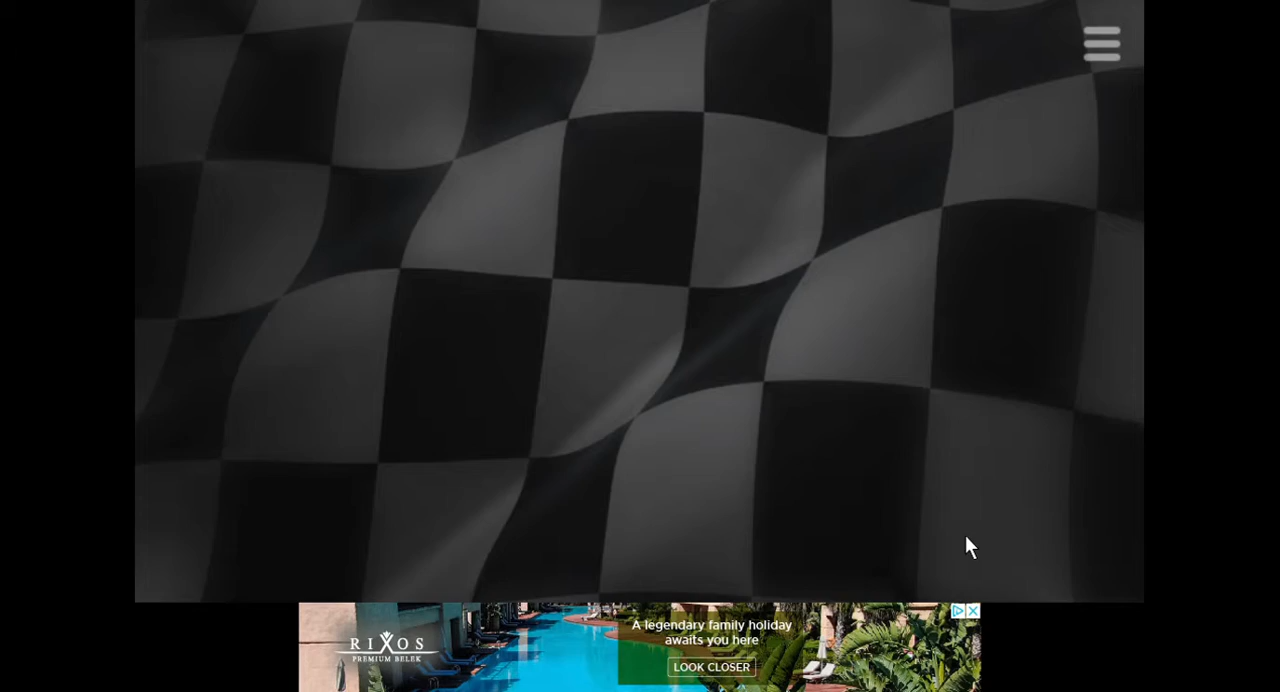 RIXOS
PREMIUM BELEK
A legendary family holiday
awaits you here
LOOK CLOSER